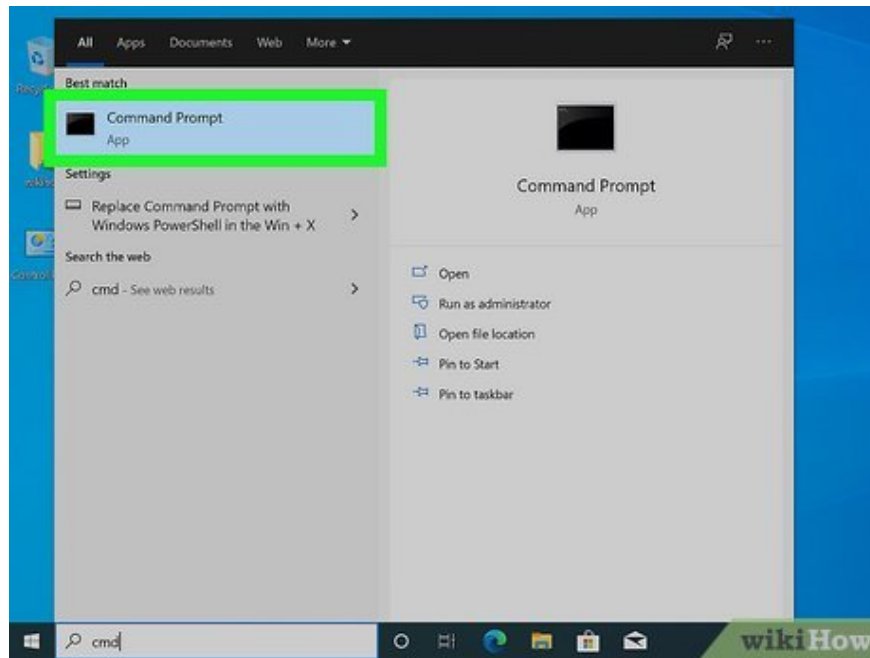 All Apps Documents Web More
Best match
Command Prompt
App
Settings
Replace Command Prompt with
Windows PowerShell in the Win + X
Search the web
cmd - See web results
Command Prompt
App
Open
Run as administrator
Open file location
Pin to Start
Pin to taskbar
cmd
wikiHow